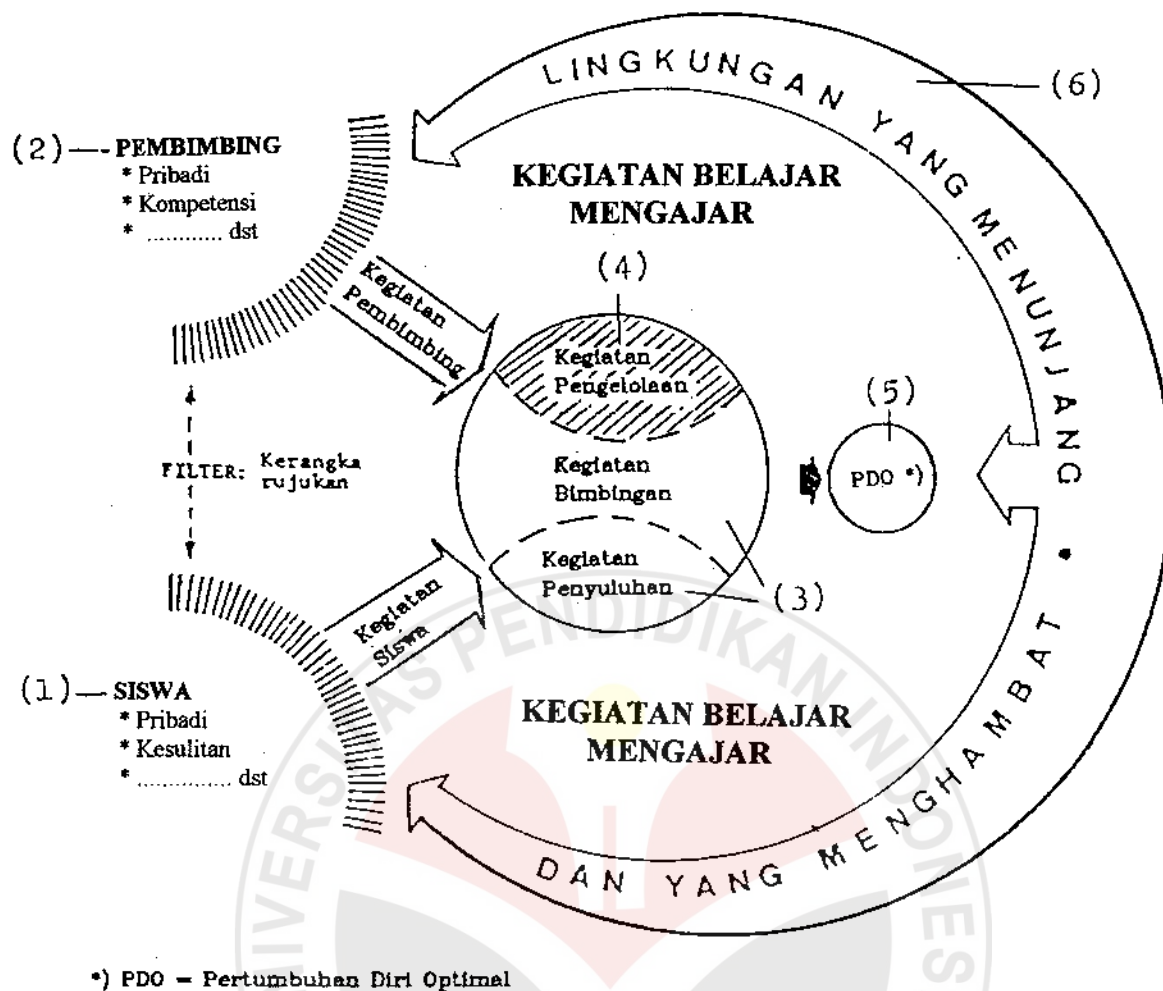 LINGKUNGAN YANG MENUNJANG •
DAN YANG MENGHAMBAT
(6)
(2) — PEMBIMBING
* Pribadi
* Kompetensi
* ............ dst
KEGIATAN BELAJAR
MENGAJAR
(4)
Kegiatan
Pembimbing
Kegiatan
Pengelolaan
(5)
PDO *)
FILTER: Kerangka
rujukan
Kegiatan
Bimbingan
Kegiatan
Penyuluhan
(3)
Kegiatan
Siswa
(1) — SISWA
* Pribadi
* Kesulitan
* .............. dst
KEGIATAN BELAJAR
MENGAJAR
*) PDO = Pertumbuhan Diri Optimal